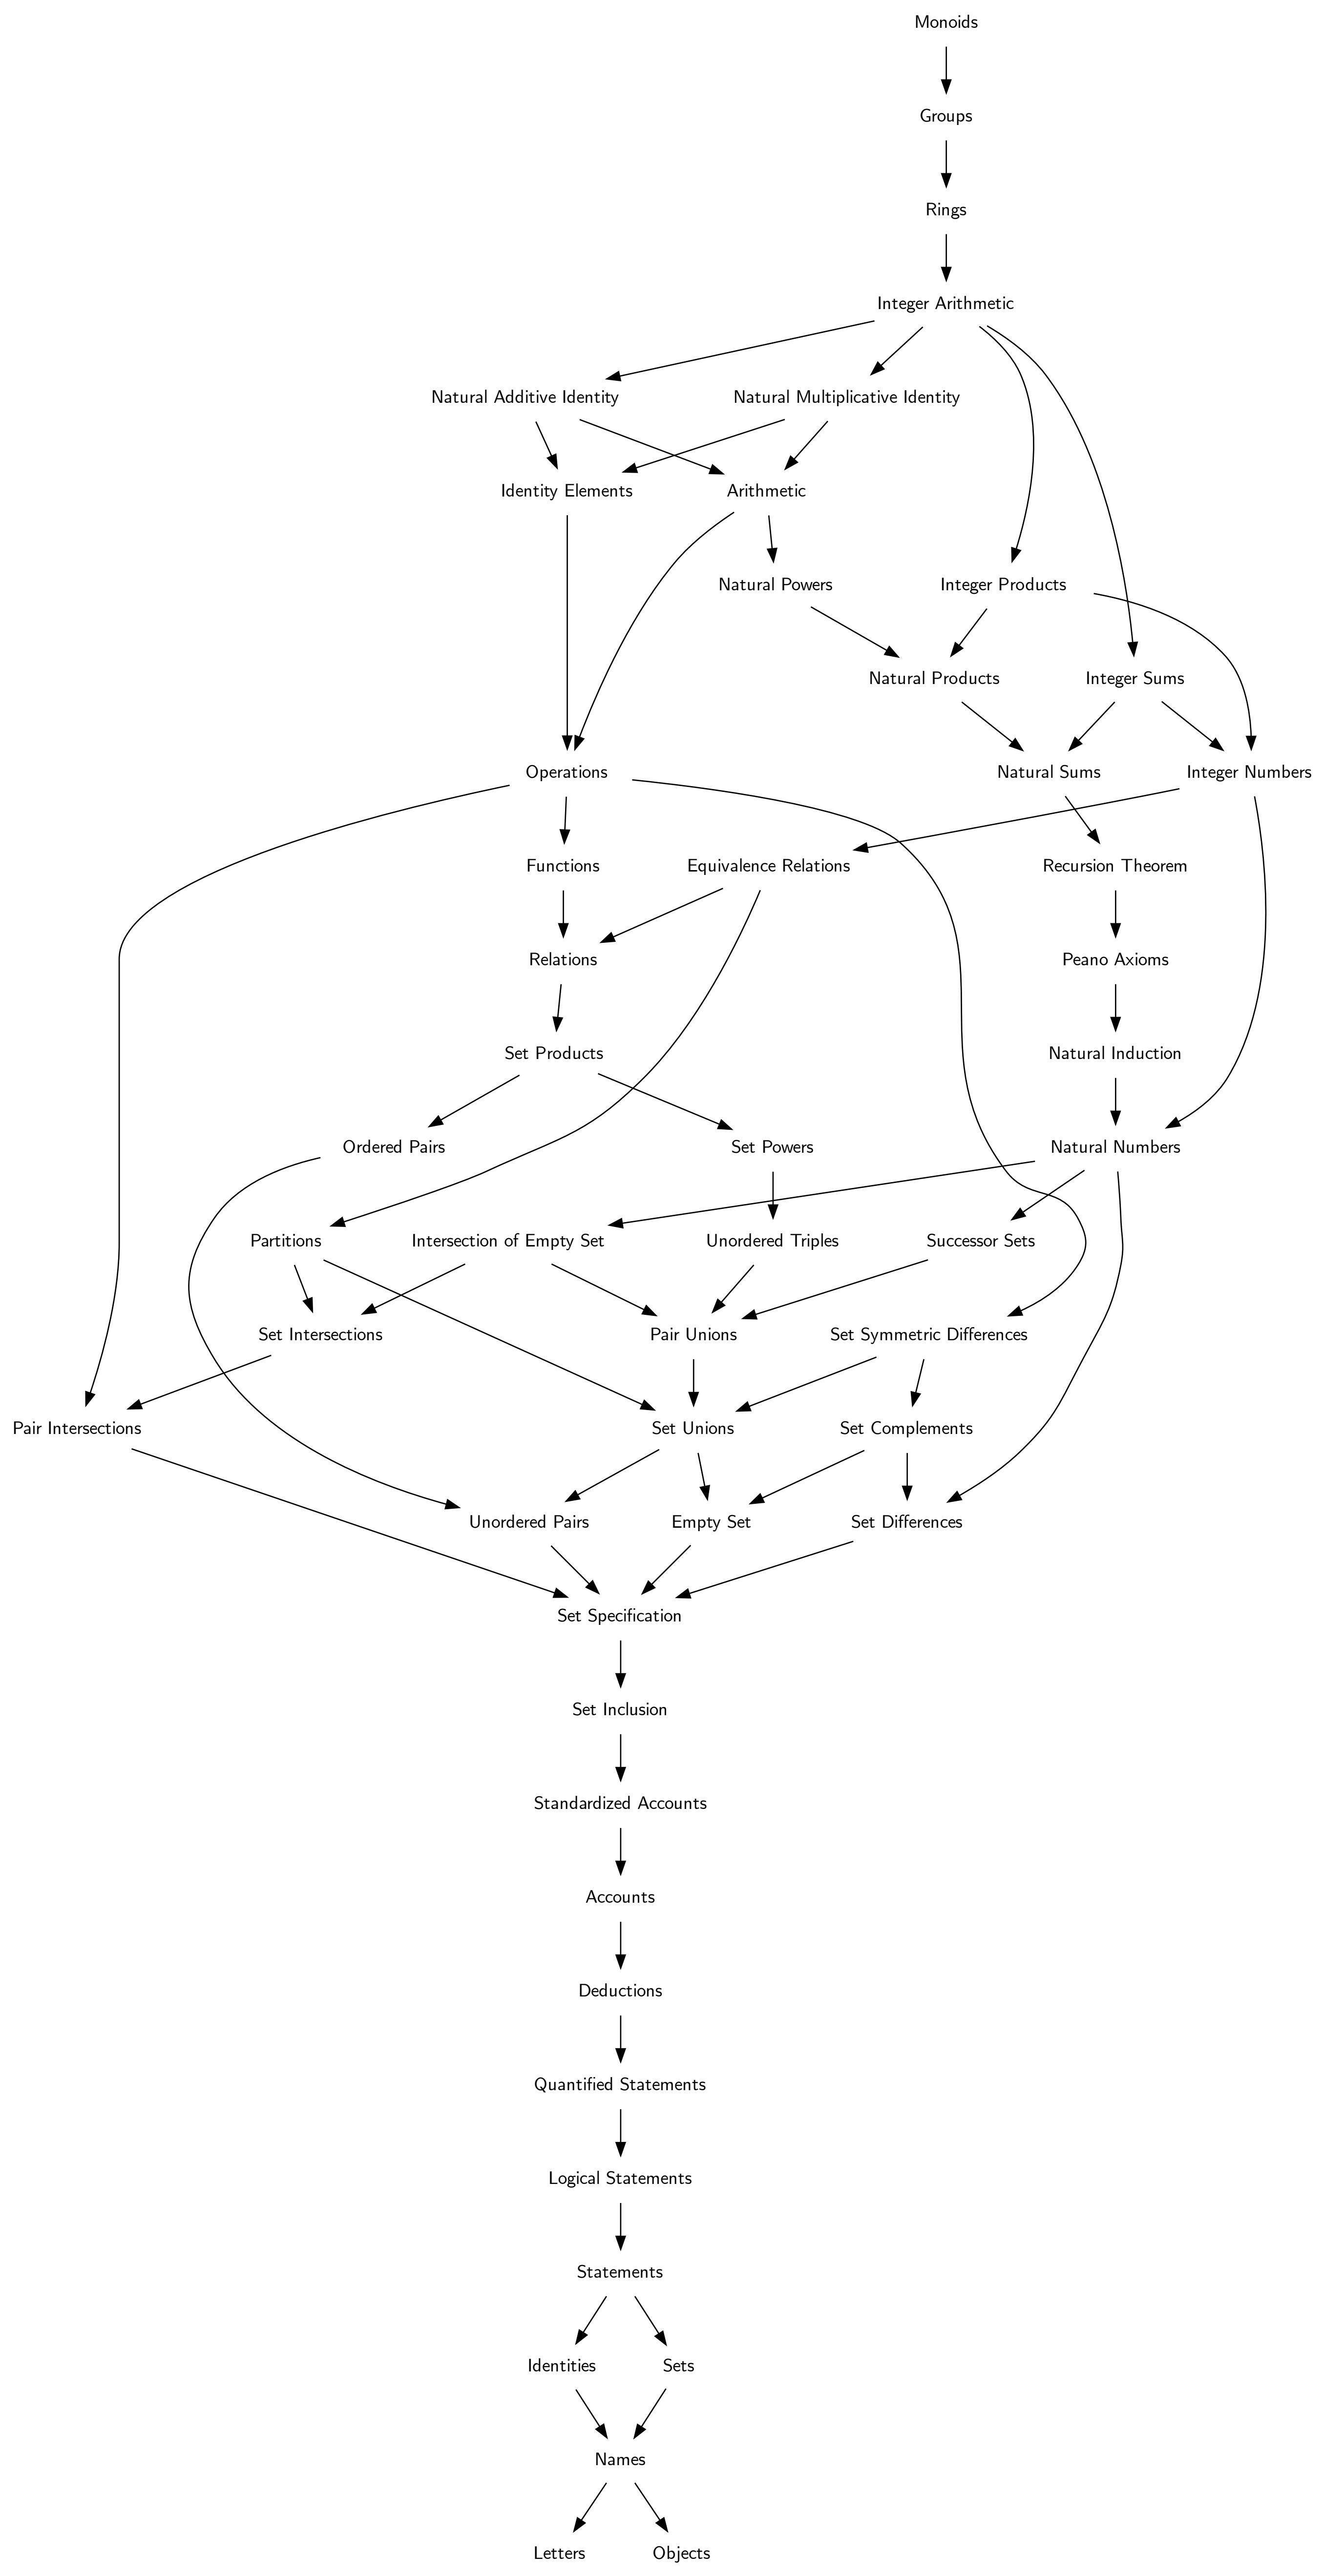 Monoids
Groups
Rings
Integer Arithmetic
Natural Additive Identity
Natural Multiplicative Identity
Identity Elements
Arithmetic
Natural Powers
Integer Products
Natural Products
Integer Sums
Operations
Natural Sums
Integer Numbers
Functions
Equivalence Relations
Recursion Theorem
Relations
Peano Axioms
Set Products
Natural Induction
Ordered Pairs
Set Powers
Natural Numbers
Partitions
Intersection of Empty Set
Unordered Triples
Successor Sets
Set Intersections
Pair Unions
Set Symmetric Differences
Pair Intersections
Set Unions
Set Complements
Unordered Pairs
Empty Set
Set Differences
Set Specification
Set Inclusion
Standardized Accounts
Accounts
Deductions
Quantified Statements
Logical Statements
Statements
Identities
Sets
Names
Letters
Objects